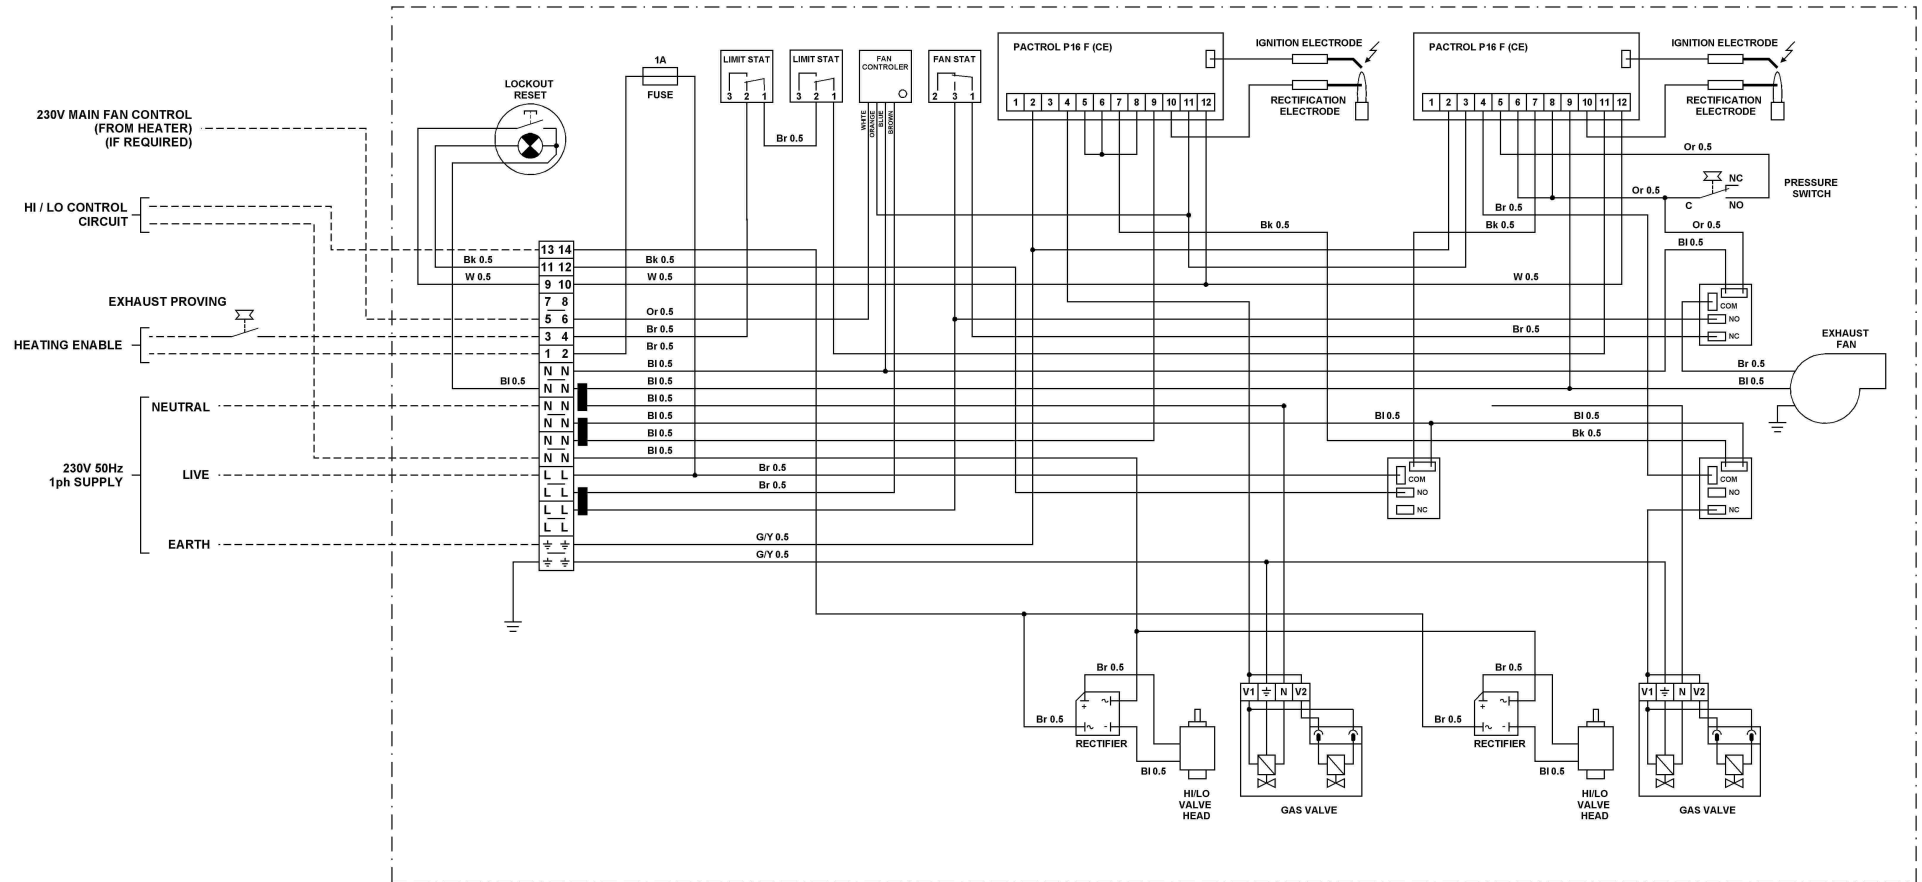 1A
FUSE
LIMIT STAT
3 2 1
LIMIT STAT
3 2 1
FAN
CONTROLER
WHITE
ORANGE
BLUE
BROWN
FAN STAT
2 3 1
PACTROL P16 F (CE)
1 2 3 4 5 6 7 8 9 10 11 12
IGNITION ELECTRODE
RECTIFICATION
ELECTRODE
PACTROL P16 F (CE)
1 2 3 4 5 6 7 8 9 10 11 12
IGNITION ELECTRODE
RECTIFICATION
ELECTRODE
LOCKOUT
RESET
230V MAIN FAN CONTROL
(FROM HEATER)
(IF REQUIRED)
HI / LO CONTROL
CIRCUIT
EXHAUST PROVING
HEATING ENABLE
NEUTRAL
230V 50Hz
1ph SUPPLY
LIVE
EARTH
Br 0.5
Or 0.5
NC
Or 0.5
C
NO
PRESSURE
SWITCH
Br 0.5
Bk 0.5
Bk 0.5
Or 0.5
Bl 0.5
13 14
Bk 0.5
11 12
Bk 0.5
W 0.5
9 10
W 0.5
W 0.5
7 8
5 6
Or 0.5
3 4
Br 0.5
Br 0.5
1 2
Br 0.5
N N
Bl 0.5
Bl 0.5
N N
Bl 0.5
N N
Bl 0.5
N N
Bl 0.5
N N
Bl 0.5
N N
Bl 0.5
L L
Br 0.5
L L
Br 0.5
L L
L L
G/Y 0.5
G/Y 0.5
COM
NO
NC
EXHAUST
FAN
Br 0.5
Bl 0.5
Bl 0.5
Bl 0.5
Bk 0.5
COM
NO
NC
COM
NO
NC
Br 0.5
Br 0.5
+
~
~
-
RECTIFIER
Bl 0.5
HI/LO
VALVE
HEAD
V1 N V2
GAS VALVE
Br 0.5
Br 0.5
+
~
~
-
RECTIFIER
Bl 0.5
HI/LO
VALVE
HEAD
V1 N V2
GAS VALVE